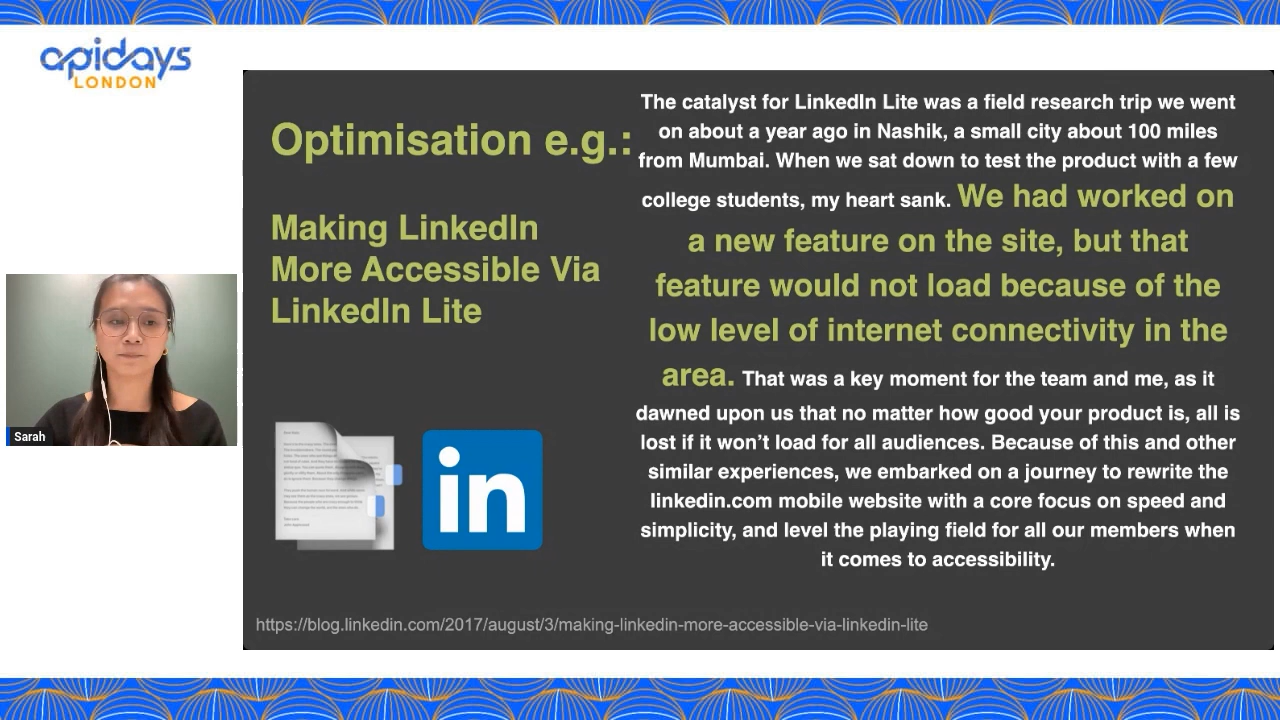 apidays
LONDON
Optimisation e.g.:
Making LinkedIn
More Accessible Via
LinkedIn Lite
The catalyst for LinkedIn Lite was a field research trip we went
on about a year ago in Nashik, a small city about 100 miles
from Mumbai. When we sat down to test the product with a few
college students, my heart sank. We had worked on
a new feature on the site, but that
feature would not load because of the
low level of internet connectivity in the
area. That was a key moment for the team and me, as it
dawned upon us that no matter how good your product is, all is
lost if it won’t load for all audiences. Because of this and other
similar experiences, we embarked on a journey to rewrite the
linkedin.com mobile website with a core focus on speed and
simplicity, and level the playing field for all our members when
it comes to accessibility.
in
Sarah
https://blog.linkedin.com/2017/august/3/making-linkedin-more-accessible-via-linkedin-lite